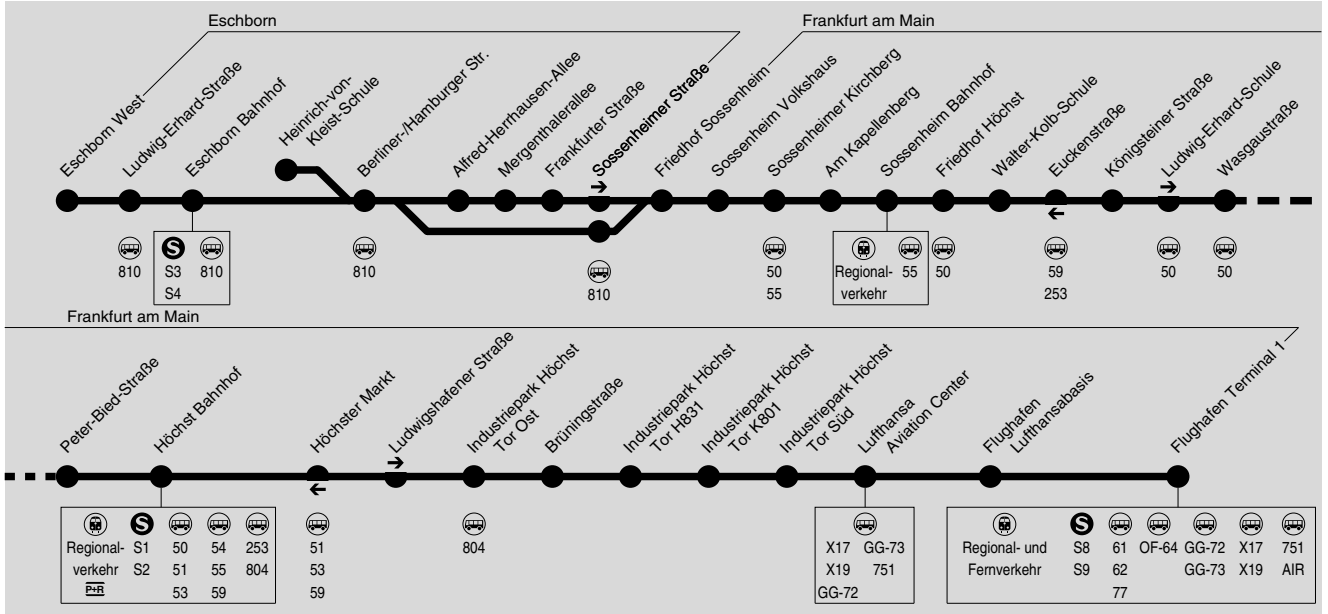 Eschborn
Frankfurt am Main
Eschborn West
Ludwig-Erhard-Straße
Eschborn Bahnhof
Heinrich-von-
Kleist-Schule
Berliner-/Hamburger Str.
Alfred-Herrhausen-Allee
Mergenthalerallee
Frankfurter Straße
Sossenheimer Straße
Friedhof Sossenheim
Sossenheim Volkshaus
Sossenheimer Kirchberg
Am Kapellenberg
Sossenheim Bahnhof
Friedhof Höchst
Walter-Kolb-Schule
Euckenstraße
Königsteiner Straße
Ludwig-Erhard-Schule
Wasgaustraße
→ →
← 
S
810 S3 810 810 50 Regional- 55 50 59 50 50
S4 810 55 verkehr 253
Frankfurt am Main
Peter-Bied-Straße
Höchst Bahnhof
Höchster Markt
Ludwigshafener Straße
Industriepark Höchst
Tor Ost
Brüningstraße
Industriepark Höchst
Tor H831
Industriepark Höchst
Tor K801
Industriepark Höchst
Tor Süd
Lufthansa
Aviation Center
Flughafen
Lufthansabasis
Flughafen Terminal 1
→
←
S S
Regional- S1 50 54 253 51 804 X17 GG-73 Regional- und S8 61 OF-64 GG-72 X17 751
verkehr S2 51 55 804 53 X19 751 Fernverkehr S9 62 GG-73 X19 AIR
P+R 53 59 59 GG-72 77